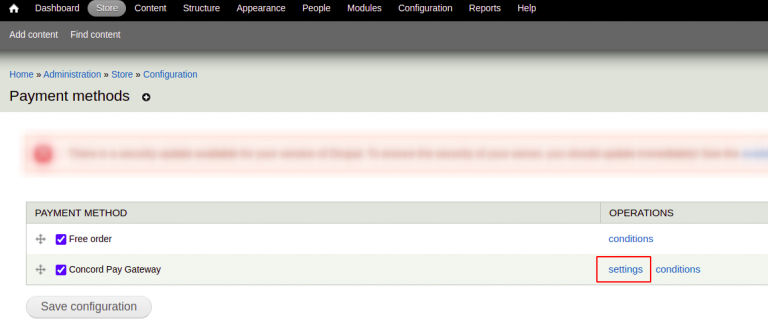 Dashboard Store Content Structure Appearance People Modules Configuration Reports Help
Add content Find content
Home » Administration » Store » Configuration
Payment methods
PAYMENT METHOD OPERATIONS
Free order conditions
Concord Pay Gateway settings conditions
Save configuration